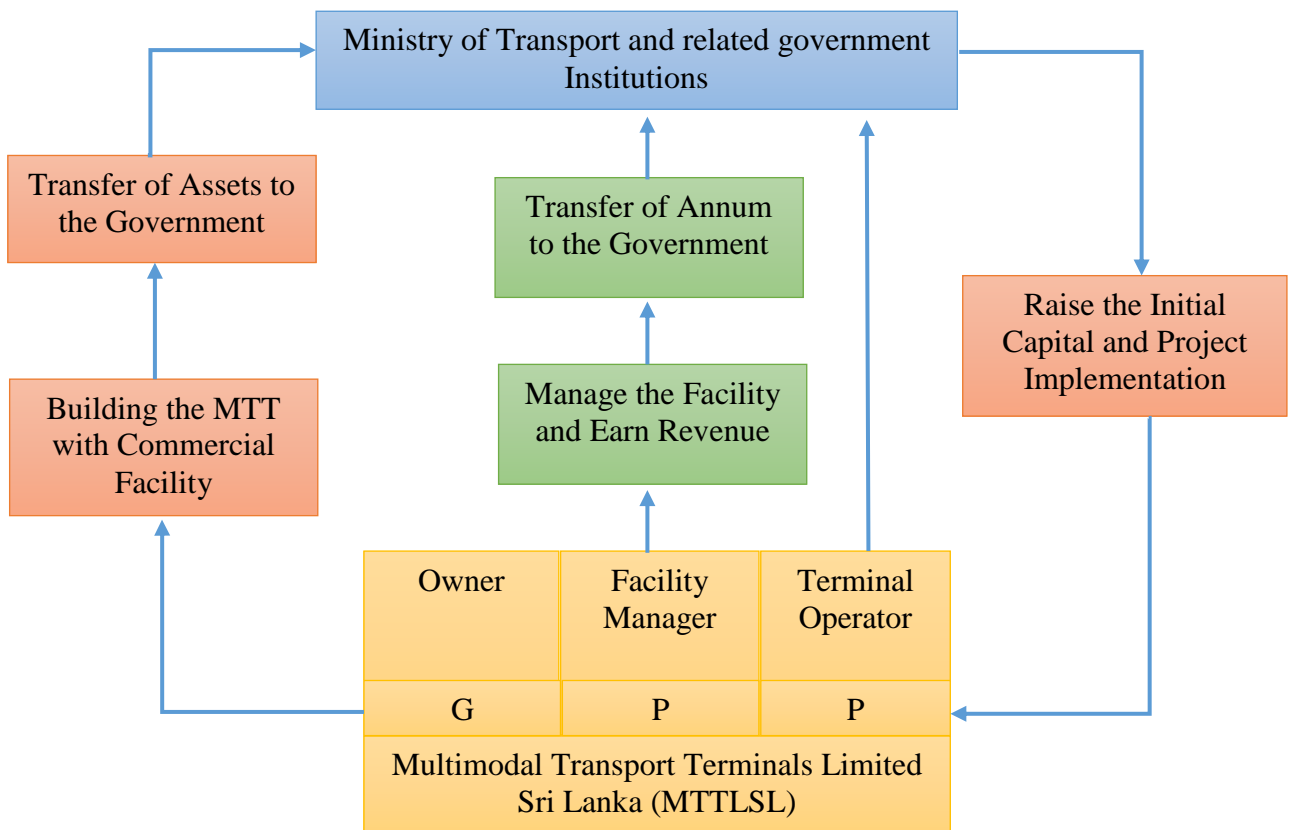 Ministry of Transport and related government
Institutions
Transfer of Assets to
the Government
Transfer of Annum
to the Government
Raise the Initial
Capital and Project
Implementation
Building the MTT
with Commercial
Facility
Manage the Facility
and Earn Revenue
Owner
Facility
Manager
Terminal
Operator
G
P
P
Multimodal Transport Terminals Limited
Sri Lanka (MTTLSL)